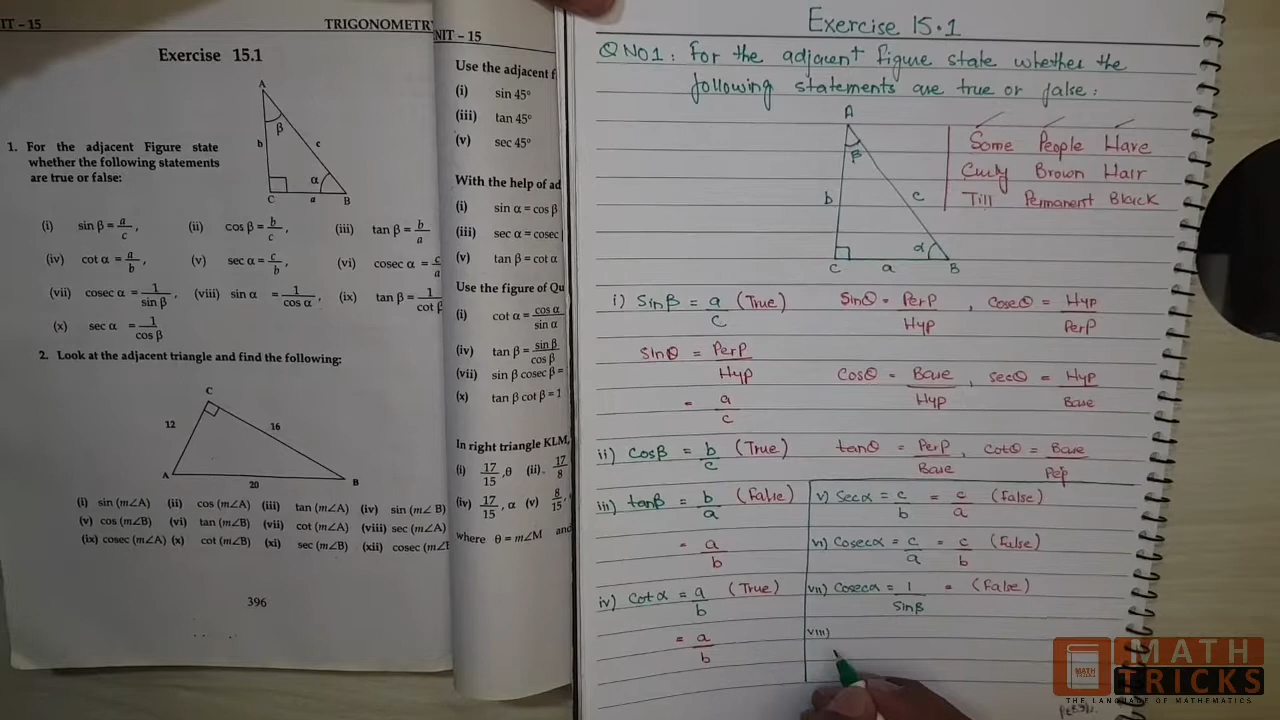 IT - 15
TRIGONOMETRY
Exercise 15.1
A
β
b
c
α
C
a
B
1. For the adjacent Figure state
whether the following statements
are true or false:
(i) sin β = a/c, (ii) cos β = b/c, (iii) tan β = b/a
(iv) cot α = a/b, (v) sec α = c/b, (vi) cosec α = c/a
(vii) cosec α = 1/sin β, (viii) sin α = 1/cos α, (ix) tan β = 1/cot β
(x) sec α = 1/cos β
2. Look at the adjacent triangle and find the following:
C
12
16
A
20
B
(i) sin (m∠A) (ii) cos (m∠A) (iii) tan (m∠A) (iv) sin (m∠ B)
(v) cos (m∠B) (vi) tan (m∠B) (vii) cot (m∠A) (viii) sec (m∠A)
(ix) cosec (m∠A) (x) cot (m∠B) (xi) sec (m∠B) (xii) cosec (m∠
396
NIT - 15
Use the adjacent f
(i) sin 45°
(iii) tan 45°
(v) sec 45°
With the help of ad
(i) sin α = cos β
(iii) sec α = cosec
(v) tan β = cot α
Use the figure of Qu
(i) cot α = cos α/sin α
(iv) tan β = sin β/cos β
(vii) sin β cosec β =
(x) tan β cot β = 1
In right triangle KLM,
(i) 17/15, θ (ii) 17/8
(iv) 17/15, α (v) 8/15,
where θ = m∠M and
Exercise 15.1
Q NO1: For the adjacent figure state whether the
following statements are true or false:
A
β
b
c
α
C
a
B
Some People Have
Curly Brown Hair
Till Permanent Black
i) Sinβ = a/c (True) Sinθ = Perp/Hyp, Cosecθ = Hyp/Perp
Sinθ = Perp/Hyp
= a/c
Cosθ = Base/Hyp, secθ = Hyp/Base
ii) Cosβ = b/c (True) tanθ = Perp/Base, cotθ = Base/Pep
iii) tanβ = b/a (False)
= a/b
iv) Cotα = a/b (True)
= a/b
v) Secα = c/b = c/a (False)
vi) Cosecα = c/a = c/b (False)
vii) Cosecα = 1/Sinβ = (False)
viii)
MATH
TRICKS
THE LANGUAGE OF MATHEMATICS